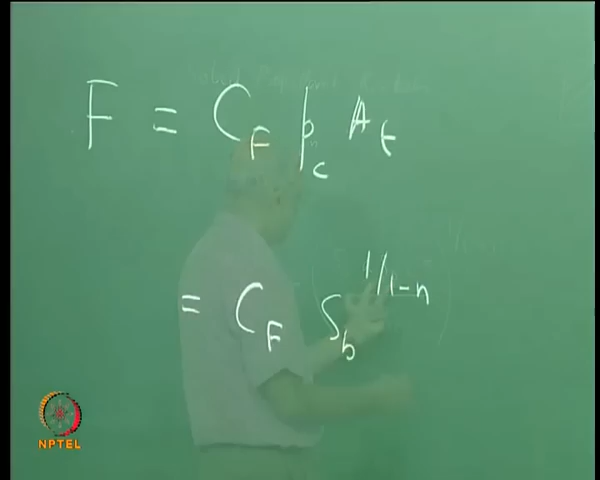 F = C_F p_c A_t
= C_F S_b^{1/1-n}
NPTEL